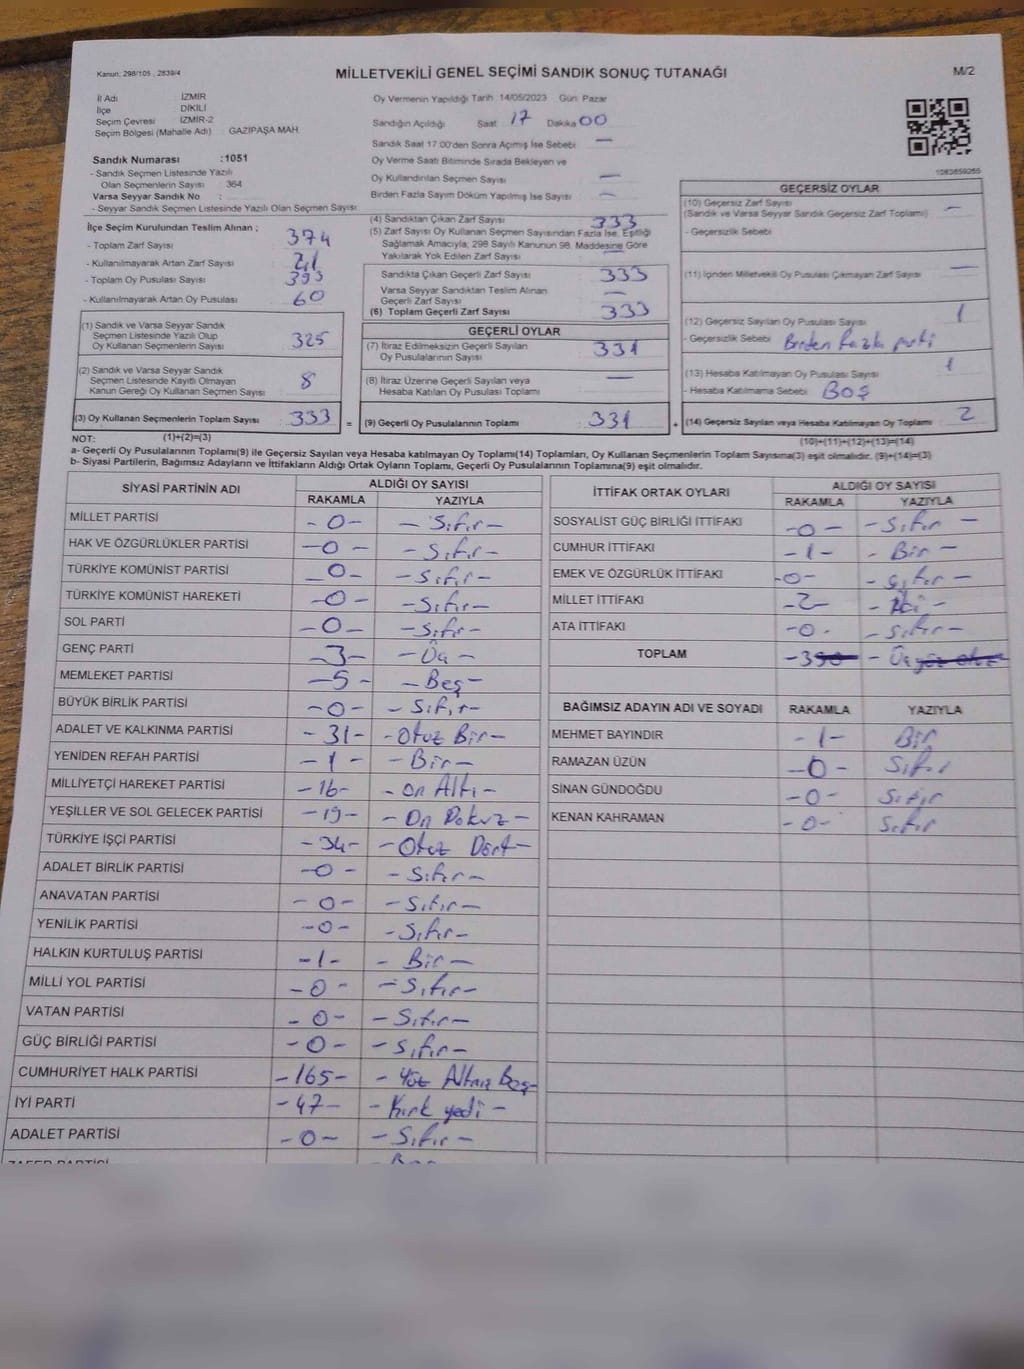 Kanun: 298/105 , 2839/4
MİLLETVEKİLİ GENEL SEÇİMİ SANDIK SONUÇ TUTANAĞI
M/2
İl Adı İZMİR
İlçe DİKİLİ
Seçim Çevresi İZMİR-2
Seçim Bölgesi (Mahalle Adı) GAZİPAŞA MAH.
Sandık Numarası :1051
- Sandık Seçmen Listesinde Yazılı
Olan Seçmenlerin Sayısı 364
Varsa Seyyar Sandık No :
- Seyyar Sandık Seçmen Listesinde Yazılı Olan Seçmen Sayısı
İlçe Seçim Kurulundan Teslim Alınan ;
- Toplam Zarf Sayısı 374
- Kullanılmayarak Artan Zarf Sayısı
- Toplam Oy Pusulası Sayısı 393
- Kullanılmayarak Artan Oy Pusulası 60
(1) Sandık ve Varsa Seyyar Sandık
Seçmen Listesinde Yazılı Olup
Oy Kullanan Seçmenlerin Sayısı 325
(2) Sandık ve Varsa Seyyar Sandık
Seçmen Listesinde Kayıtlı Olmayan
Kanun Gereği Oy Kullanan Seçmen Sayısı 8
(3) Oy Kullanan Seçmenlerin Toplam Sayısı 333 =
(1)+(2)=(3)
Oy Vermenin Yapıldığı Tarih 14/05/2023 Gün Pazar
Sandığın Açıldığı Saat 17 Dakika 00
Sandık Saat 17:00'den Sonra Açımış İse Sebebi —
Oy Verme Saati Bitiminde Sırada Bekleyen ve
Oy Kullandırılan Seçmen Sayısı —
Birden Fazla Sayım Döküm Yapılmış İse Sayısı —
(4) Sandıktan Çıkan Zarf Sayısı 333
(5) Zarf Sayısı Oy Kullanan Seçmen Sayısından Fazla İse, Eşitliği
Sağlamak Amacıyla, 298 Sayılı Kanunun 98. Maddesine Göre
Yakılarak Yok Edilen Zarf Sayısı —
Sandıkta Çıkan Geçerli Zarf Sayısı 333
Varsa Seyyar Sandıktan Teslim Alınan
Geçerli Zarf Sayısı —
(6) Toplam Geçerli Zarf Sayısı 333
GEÇERLİ OYLAR
(7) İtiraz Edilmeksizin Geçerli Sayılan
Oy Pusulalarının Sayısı 331
(8) İtiraz Üzerine Geçerli Sayılan veya
Hesaba Katılan Oy Pusulası Toplamı —
(9) Geçerli Oy Pusulalarının Toplamı 331 +
1083859265
GEÇERSİZ OYLAR
(10) Geçersiz Zarf Sayısı
(Sandık ve Varsa Seyyar Sandık Geçersiz Zarf Toplamı) —
- Geçersizlik Sebebi
(11) İçinden Milletvekili Oy Pusulası Çıkmayan Zarf Sayısı —
(12) Geçersiz Sayılan Oy Pusulası Sayısı 1
- Geçersizlik Sebebi Birden fazla parti
(13) Hesaba Katılmayan Oy Pusulası Sayısı 1
- Hesaba Katılmama Sebebi BOŞ
(14) Geçersiz Sayılan veya Hesaba Katılmayan Oy Toplamı 2
(10)+(11)+(12)+(13)=(14)
NOT:
a- Geçerli Oy Pusulalarının Toplamı(9) ile Geçersiz Sayılan veya Hesaba katılmayan Oy Toplamı(14) Toplamları, Oy Kullanan Seçmenlerin Toplam Sayısına(3) eşit olmalıdır. (9)+(14)=(3)
b- Siyasi Partilerin, Bağımsız Adayların ve İttifakların Aldığı Ortak Oyların Toplamı, Geçerli Oy Pusulalarının Toplamına(9) eşit olmalıdır.
SİYASİ PARTİNİN ADI ALDIĞI OY SAYISI
RAKAMLA YAZIYLA
MİLLET PARTİSİ -0- -Sıfır-
HAK VE ÖZGÜRLÜKLER PARTİSİ -0- -Sıfır-
TÜRKİYE KOMÜNİST PARTİSİ -0- -Sıfır-
TÜRKİYE KOMÜNİST HAREKETİ -0- -Sıfır-
SOL PARTİ -0- -Sıfır-
GENÇ PARTİ -3- -Üç-
MEMLEKET PARTİSİ -5- -Beş-
BÜYÜK BİRLİK PARTİSİ -0- -Sıfır-
ADALET VE KALKINMA PARTİSİ -31- -Otuz Bir-
YENİDEN REFAH PARTİSİ -1- -Bir-
MİLLİYETÇİ HAREKET PARTİSİ -16- -On Altı-
YEŞİLLER VE SOL GELECEK PARTİSİ -19- -On Dokuz-
TÜRKİYE İŞÇİ PARTİSİ -34- -Otuz Dört-
ADALET BİRLİK PARTİSİ -0- -Sıfır-
ANAVATAN PARTİSİ -0- -Sıfır-
YENİLİK PARTİSİ -0- -Sıfır-
HALKIN KURTULUŞ PARTİSİ -1- -Bir-
MİLLİ YOL PARTİSİ -0- -Sıfır-
VATAN PARTİSİ -0- -Sıfır-
GÜÇ BİRLİĞİ PARTİSİ -0- -Sıfır-
CUMHURİYET HALK PARTİSİ -165- -Yüz Altmış Beş-
İYİ PARTİ -47- -Kırk yedi-
ADALET PARTİSİ -0- -Sıfır-
İTTİFAK ORTAK OYLARI ALDIĞI OY SAYISI
RAKAMLA YAZIYLA
SOSYALİST GÜÇ BİRLİĞİ İTTİFAKI -0- -Sıfır-
CUMHUR İTTİFAKI -1- -Bir-
EMEK VE ÖZGÜRLÜK İTTİFAKI -0- -Sıfır-
MİLLET İTTİFAKI -2- -İki-
ATA İTTİFAKI -0- -Sıfır-
TOPLAM
BAĞIMSIZ ADAYIN ADI VE SOYADI RAKAMLA YAZIYLA
MEHMET BAYINDIR -1- Bir
RAMAZAN ÜZÜN -0- Sıfır
SİNAN GÜNDOĞDU -0- Sıfır
KENAN KAHRAMAN -0- Sıfır